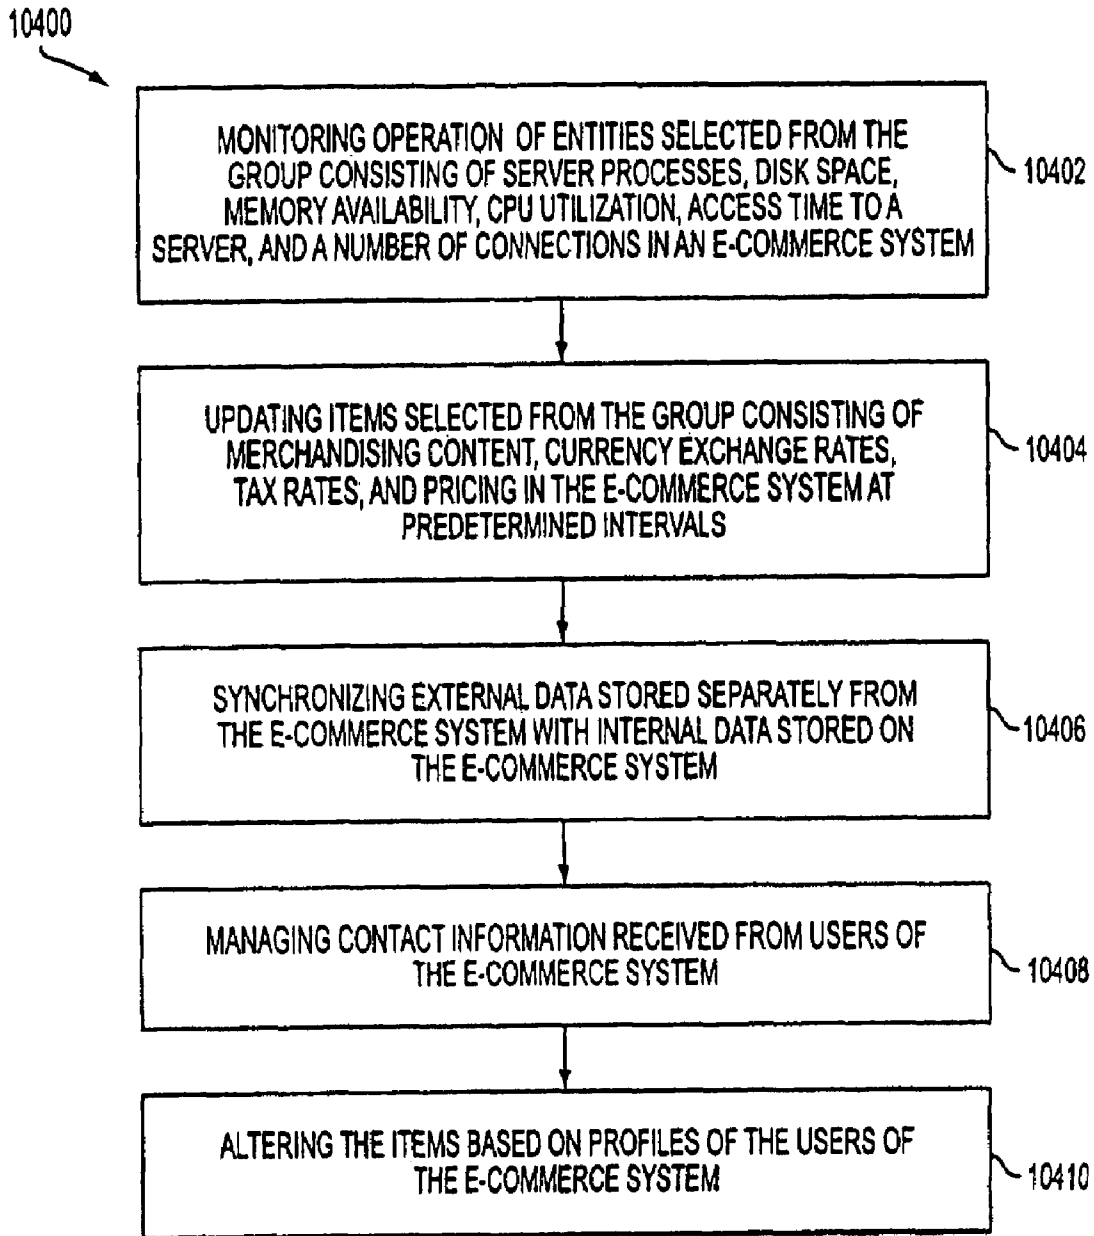 10400
MONITORING OPERATION OF ENTITIES SELECTED FROM THE
GROUP CONSISTING OF SERVER PROCESSES, DISK SPACE,
MEMORY AVAILABILITY, CPU UTILIZATION, ACCESS TIME TO A
SERVER, AND A NUMBER OF CONNECTIONS IN AN E-COMMERCE SYSTEM
10402
UPDATING ITEMS SELECTED FROM THE GROUP CONSISTING OF
MERCHANDISING CONTENT, CURRENCY EXCHANGE RATES,
TAX RATES, AND PRICING IN THE E-COMMERCE SYSTEM AT
PREDETERMINED INTERVALS
10404
SYNCHRONIZING EXTERNAL DATA STORED SEPARATELY FROM
THE E-COMMERCE SYSTEM WITH INTERNAL DATA STORED ON
THE E-COMMERCE SYSTEM
10406
MANAGING CONTACT INFORMATION RECEIVED FROM USERS OF
THE E-COMMERCE SYSTEM
10408
ALTERING THE ITEMS BASED ON PROFILES OF THE USERS OF
THE E-COMMERCE SYSTEM
10410